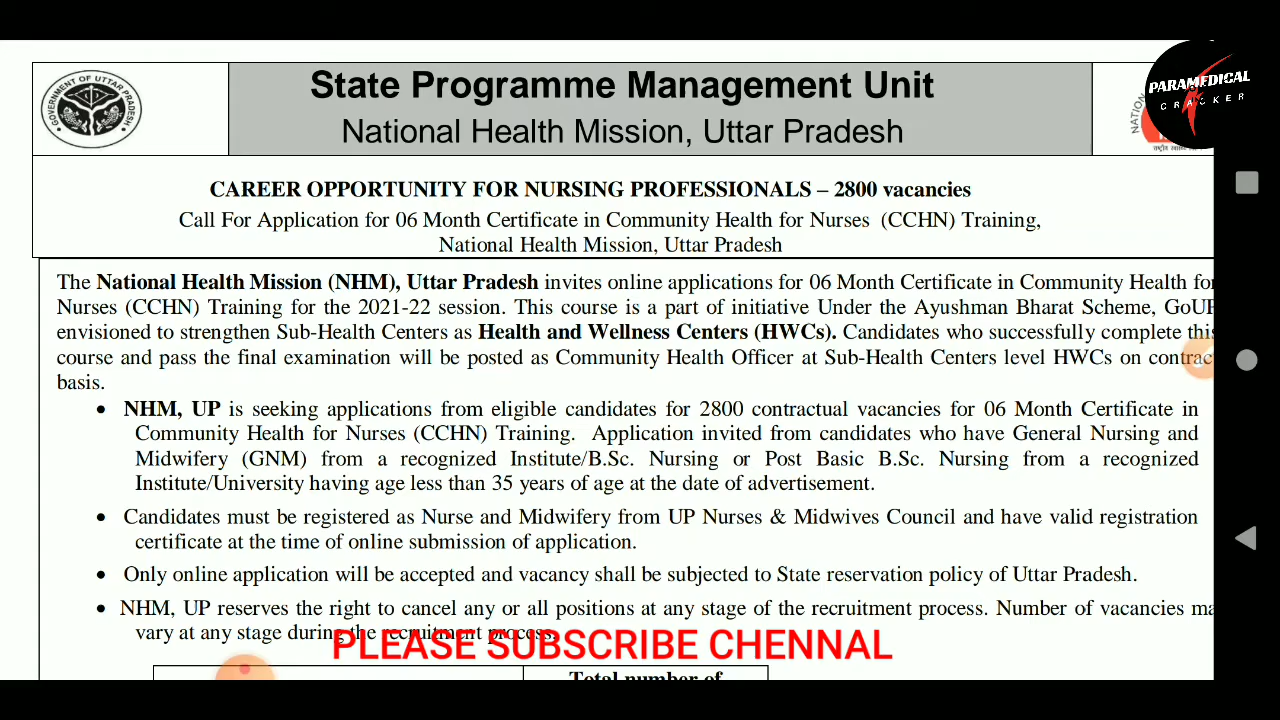 GOVERNMENT OF UTTAR PRADESH
State Programme Management Unit
National Health Mission, Uttar Pradesh
NATION
PARAMEDICAL
CRACKER
CAREER OPPORTUNITY FOR NURSING PROFESSIONALS – 2800 vacancies
Call For Application for 06 Month Certificate in Community Health for Nurses (CCHN) Training,
National Health Mission, Uttar Pradesh
The National Health Mission (NHM), Uttar Pradesh invites online applications for 06 Month Certificate in Community Health for
Nurses (CCHN) Training for the 2021-22 session. This course is a part of initiative Under the Ayushman Bharat Scheme, GoUP
envisioned to strengthen Sub-Health Centers as Health and Wellness Centers (HWCs). Candidates who successfully complete this
course and pass the final examination will be posted as Community Health Officer at Sub-Health Centers level HWCs on contrac
basis.
• NHM, UP is seeking applications from eligible candidates for 2800 contractual vacancies for 06 Month Certificate in
Community Health for Nurses (CCHN) Training. Application invited from candidates who have General Nursing and
Midwifery (GNM) from a recognized Institute/B.Sc. Nursing or Post Basic B.Sc. Nursing from a recognized
Institute/University having age less than 35 years of age at the date of advertisement.
• Candidates must be registered as Nurse and Midwifery from UP Nurses & Midwives Council and have valid registration
certificate at the time of online submission of application.
• Only online application will be accepted and vacancy shall be subjected to State reservation policy of Uttar Pradesh.
• NHM, UP reserves the right to cancel any or all positions at any stage of the recruitment process. Number of vacancies ma
vary at any stage during the recruitment process.
PLEASE SUBSCRIBE CHENNAL
Total number of